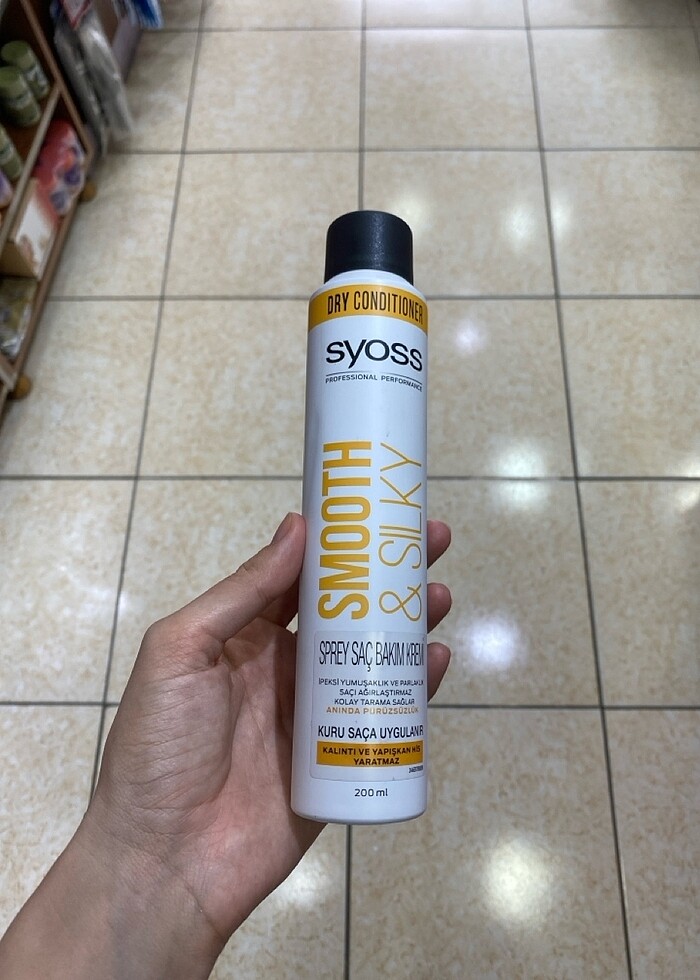 DRY CONDITIONER
syoss
PROFESSIONAL PERFORMANCE
SMOOTH
& SILKY
SPREY SAÇ BAKIM KREMİ
İPEKSİ YUMUŞAKLIK VE PARLAKLIK
SAÇI AĞIRLAŞTIRMAZ
KOLAY TARAMA SAĞLAR
ANINDA PÜRÜZSÜZLÜK
KURU SAÇA UYGULANIR
KALINTI VE YAPIŞKAN HİS
YARATMAZ
200 ml